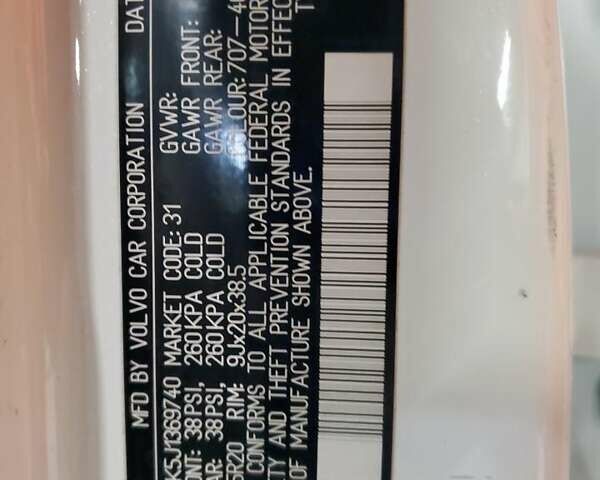 MFD BY VOLVO CAR CORPORATION DAT
K5J1369740 MARKET CODE: 31 GVWR:
ONT: 38PSI, 260KPA COLD GAWR FRONT:
AR: 38PSI, 260KPA COLD GAWR REAR:
5R20 RIM: 9Jx20x38.5 COLOUR: 707-46
CONFORMS TO ALL APPLICABLE FEDERAL MOTOR
ETY AND THEFT PREVENTION STANDARDS IN EFFEC
OF MANUFACTURE SHOWN ABOVE. T